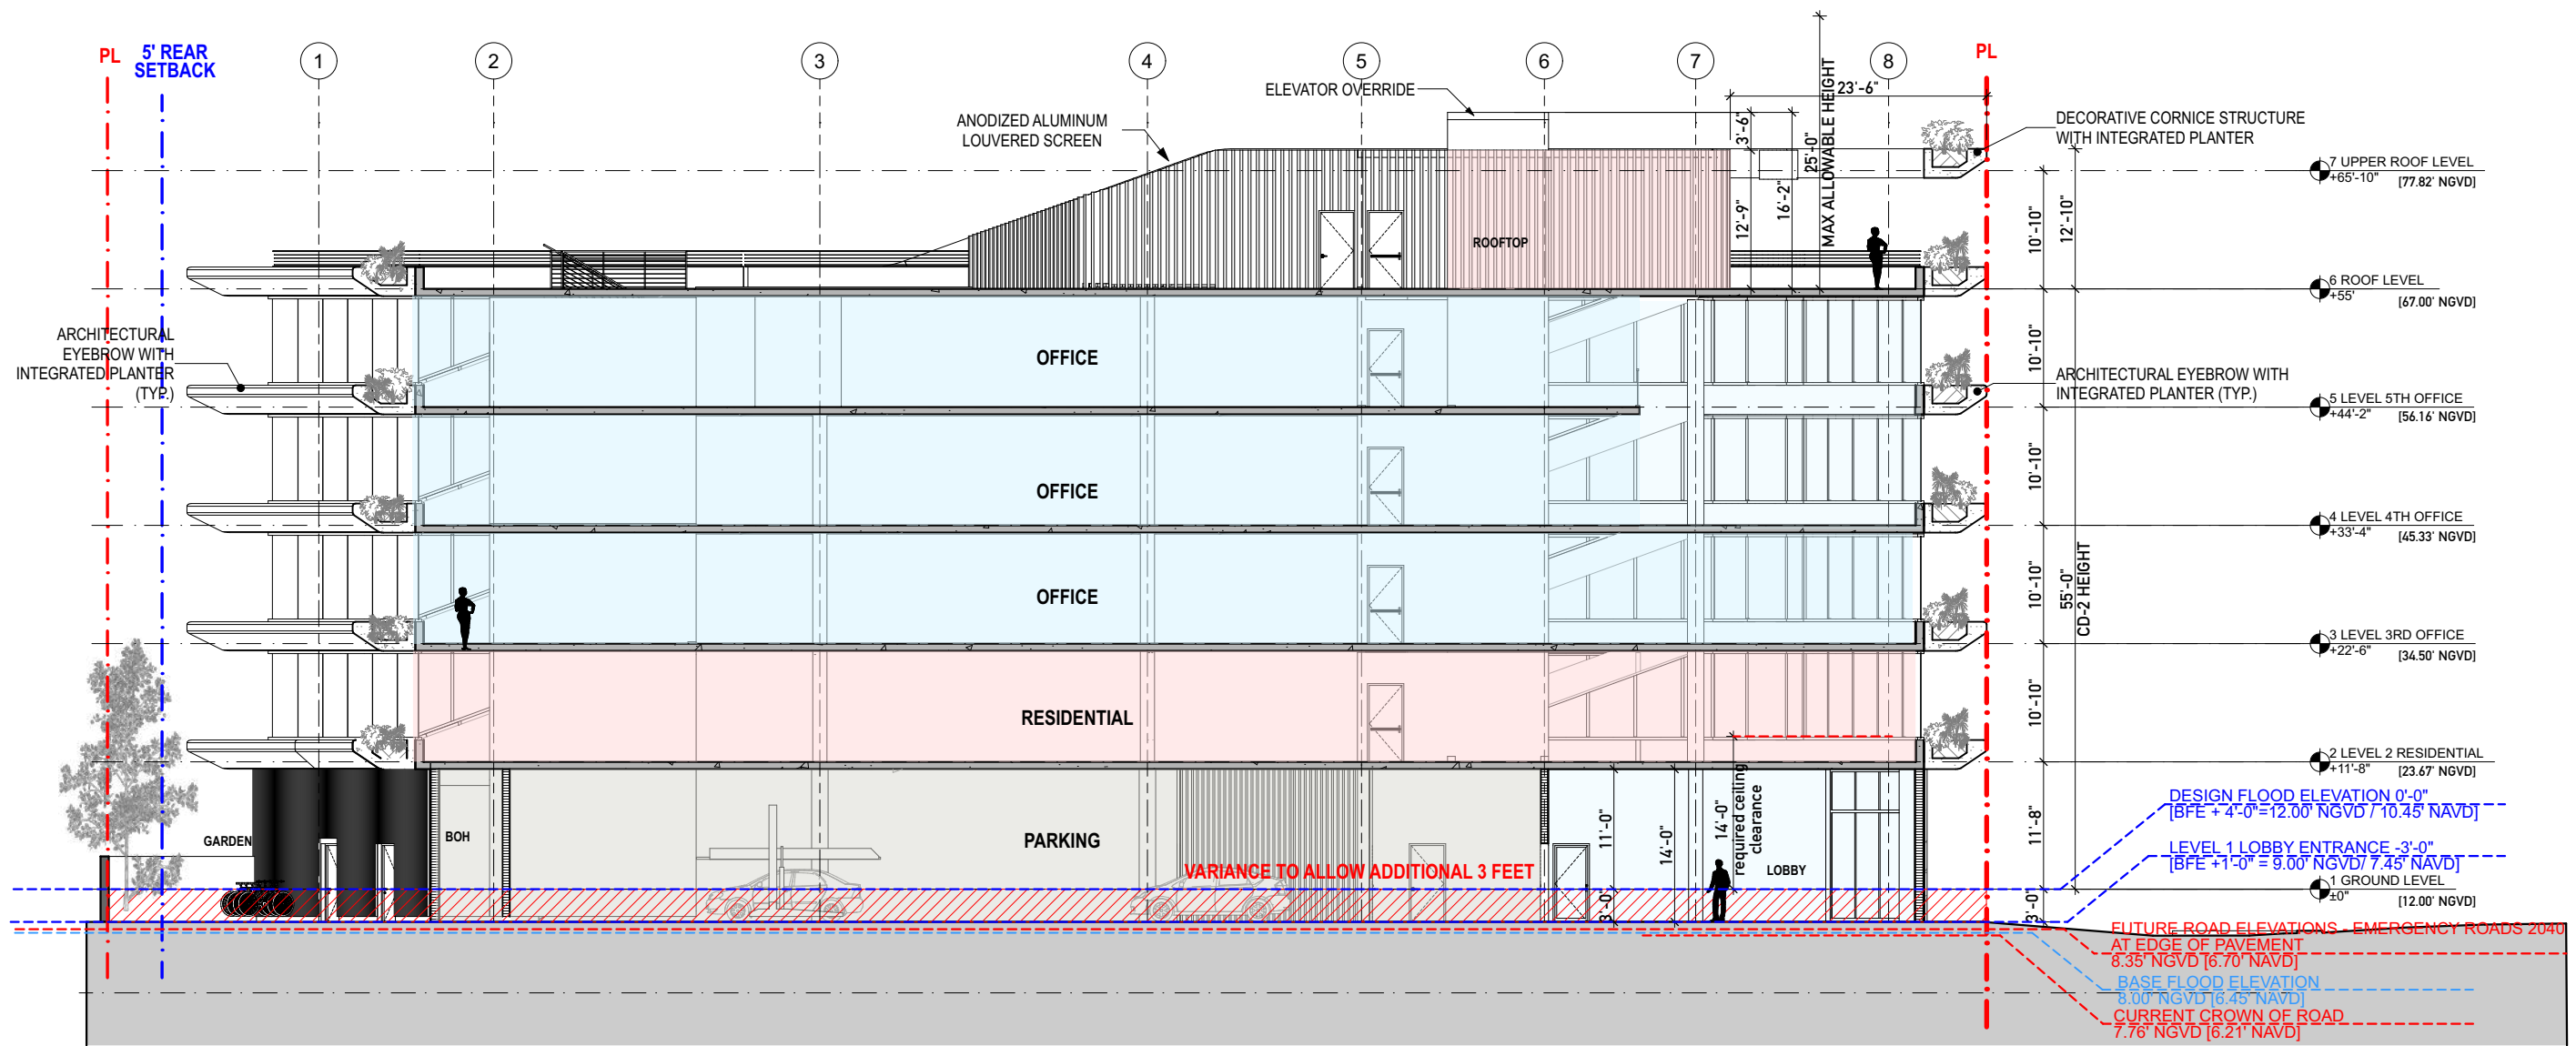 PL
5' REAR
SETBACK
1
2
3
4
5
6
7
8
PL
ELEVATOR OVERRIDE
ANODIZED ALUMINUM
LOUVERED SCREEN
3'-6"
25'-0"
MAX ALLOWABLE HEIGHT
23'-6"
12'-9"
16'-2"
ROOFTOP
DECORATIVE CORNICE STRUCTURE
WITH INTEGRATED PLANTER
7 UPPER ROOF LEVEL
+65'-10" [77.82' NGVD]
10'-10"
12'-10"
6 ROOF LEVEL
+55' [67.00' NGVD]
ARCHITECTURAL
EYEBROW WITH
INTEGRATED PLANTER
(TYP.)
OFFICE
10'-10"
ARCHITECTURAL EYEBROW WITH
INTEGRATED PLANTER (TYP.)
5 LEVEL 5TH OFFICE
+44'-2" [56.16' NGVD]
OFFICE
10'-10"
4 LEVEL 4TH OFFICE
+33'-4" [45.33' NGVD]
OFFICE
10'-10"
55'-0"
CD-2 HEIGHT
3 LEVEL 3RD OFFICE
+22'-6" [34.50' NGVD]
RESIDENTIAL
10'-10"
2 LEVEL 2 RESIDENTIAL
+11'-8" [23.67' NGVD]
GARDEN
BOH
PARKING
11'-0"
14'-0"
14'-0"
required ceiling
clearance
LOBBY
11'-8"
DESIGN FLOOD ELEVATION 0'-0"
[BFE + 4'-0"=12.00' NGVD / 10.45' NAVD]
LEVEL 1 LOBBY ENTRANCE -3'-0"
[BFE +1'-0" = 9.00' NGVD/ 7.45' NAVD]
VARIANCE TO ALLOW ADDITIONAL 3 FEET
1 GROUND LEVEL
±0" [12.00' NGVD]
3'-0"
3'-0"
FUTURE ROAD ELEVATIONS - EMERGENCY ROADS 2040
AT EDGE OF PAVEMENT
8.35' NGVD [6.70' NAVD]
BASE FLOOD ELEVATION
8.00' NGVD [6.45' NAVD]
CURRENT CROWN OF ROAD
7.76' NGVD [6.21' NAVD]